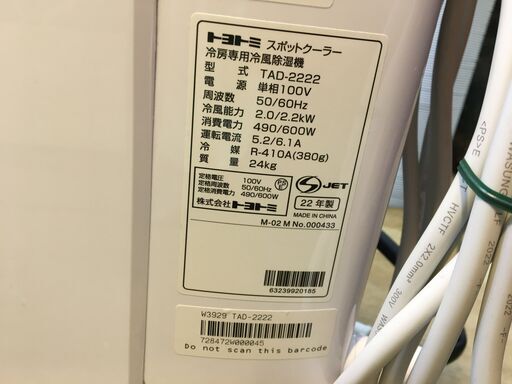 トヨトミ スポットクーラー
冷房専用冷風除湿機
型 式 TAD-2222
電 源 単相100V
周波数 50/60Hz
冷風能力 2.0/2.2kW
消費電力 490/600W
運転電流 5.2/6.1A
冷 媒 R-410A(380g)
質 量 24kg
定格電圧 100V
定格周波数 50/60Hz
定格消費電力 490/600W
株式会社トヨトミ
JET
22年製
MADE IN CHINA
M-02 M No.000433
63239920185
W3929 TAD-2222
728472W000045
Do not scan this barcode
<PS>E
HVCTF 2X2.0mm² 300V
2022